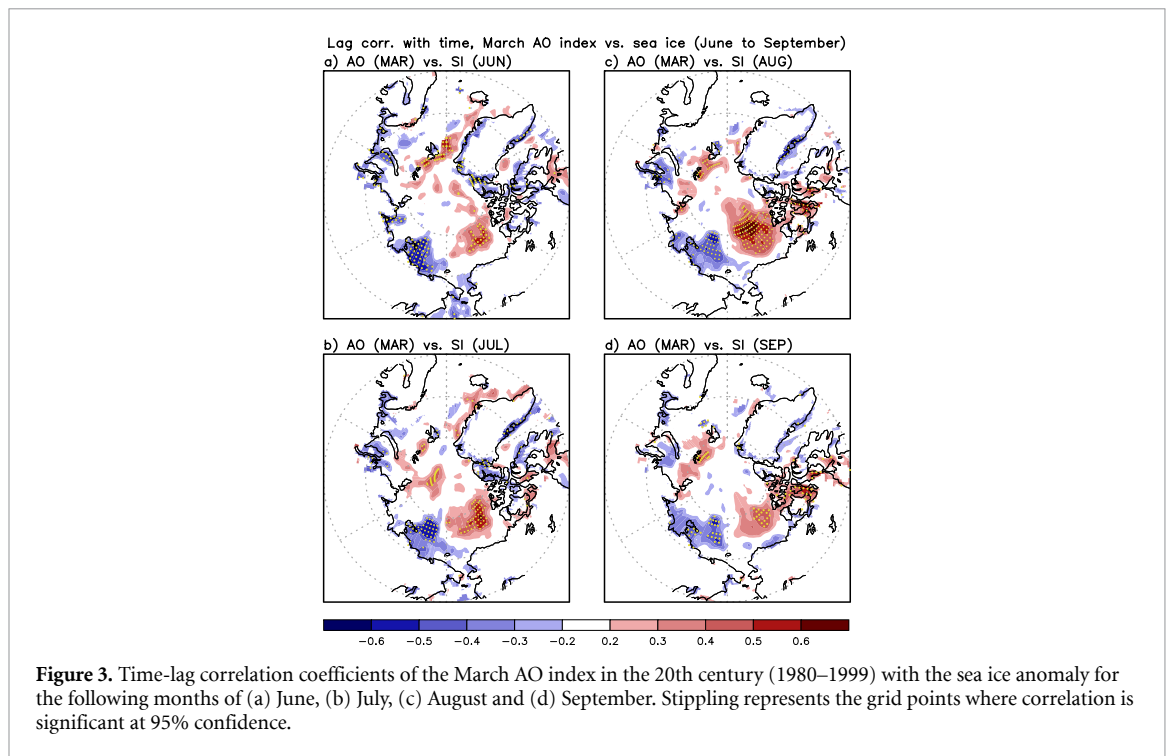 Lag corr. with time, March AO index vs. sea ice (June to September)
a) AO (MAR) vs. SI (JUN)
c) AO (MAR) vs. SI (AUG)
b) AO (MAR) vs. SI (JUL)
d) AO (MAR) vs. SI (SEP)
−0.6 −0.5 −0.4 −0.3 −0.2 0.2 0.3 0.4 0.5 0.6
Figure 3. Time-lag correlation coefficients of the March AO index in the 20th century (1980–1999) with the sea ice anomaly for
the following months of (a) June, (b) July, (c) August and (d) September. Stippling represents the grid points where correlation is
significant at 95% confidence.